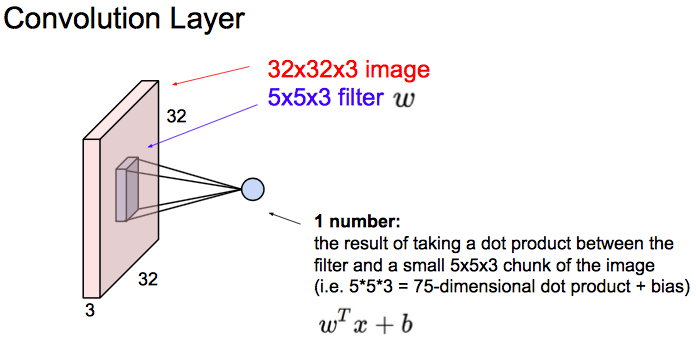 Convolution Layer
32x32x3 image
5x5x3 filter w
32
32
3
1 number:
the result of taking a dot product between the
filter and a small 5x5x3 chunk of the image
(i.e. 5*5*3 = 75-dimensional dot product + bias)
w^T x + b